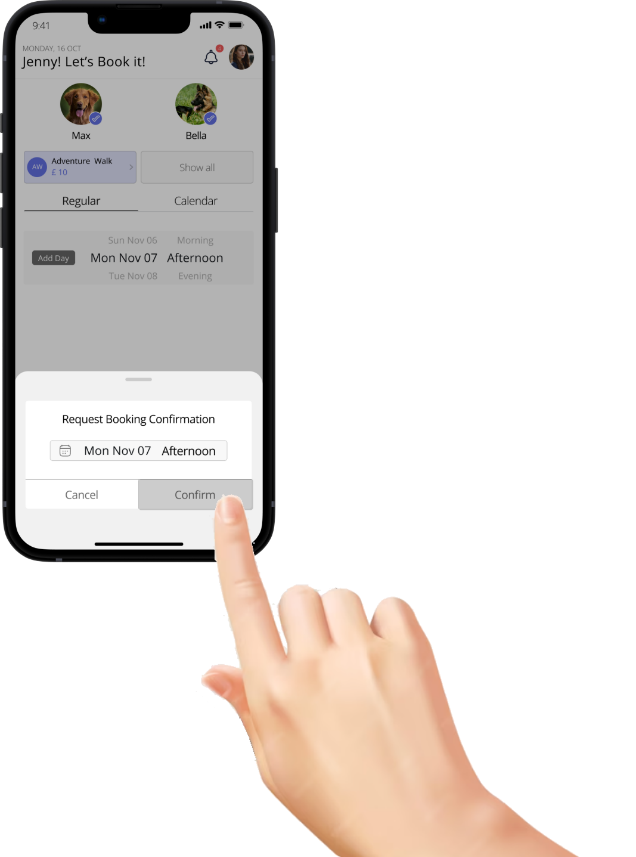 9:41
MONDAY, 16 OCT
Jenny! Let's Book it!
Max Bella
AW Adventure Walk
£ 10
Show all
Regular Calendar
Sun Nov 06 Morning
Add Day Mon Nov 07 Afternoon
Tue Nov 08 Evening
Request Booking Confirmation
Mon Nov 07 Afternoon
Cancel Confirm